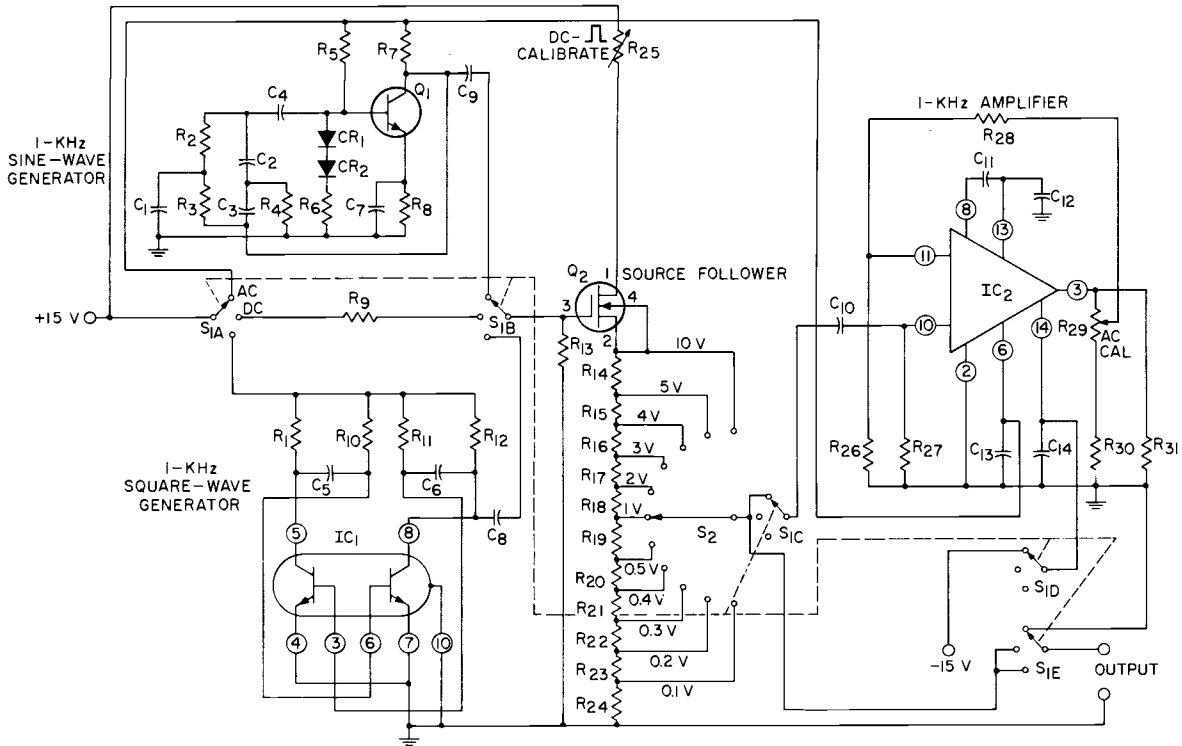 DC-
CALIBRATE
R25
R5
R7
Q1
C9
C4
1-KHz
SINE-WAVE
GENERATOR
R2
C2
CR1
CR2
C1
R3
C3
R4
R6
C7
R8
1-KHz AMPLIFIER
R28
C11
C12
8
13
11
IC2
3
10
14
R29
AC
CAL
6
2
C10
Q2
1
SOURCE FOLLOWER
3
4
2
+15 V
AC
DC
S1A
R9
S1B
R13
10 V
R14
5 V
R15
4 V
R16
3 V
R17
2 V
R18
1 V
R19
0.5 V
R20
0.4 V
R21
0.3 V
R22
0.2 V
R23
0.1 V
R24
S2
S1C
R26
R27
C13
C14
R30
R31
R1
R10
R11
R12
C5
C6
1-KHz
SQUARE-WAVE
GENERATOR
C8
5
IC1
8
4
3
6
7
10
S1D
-15 V
S1E
OUTPUT